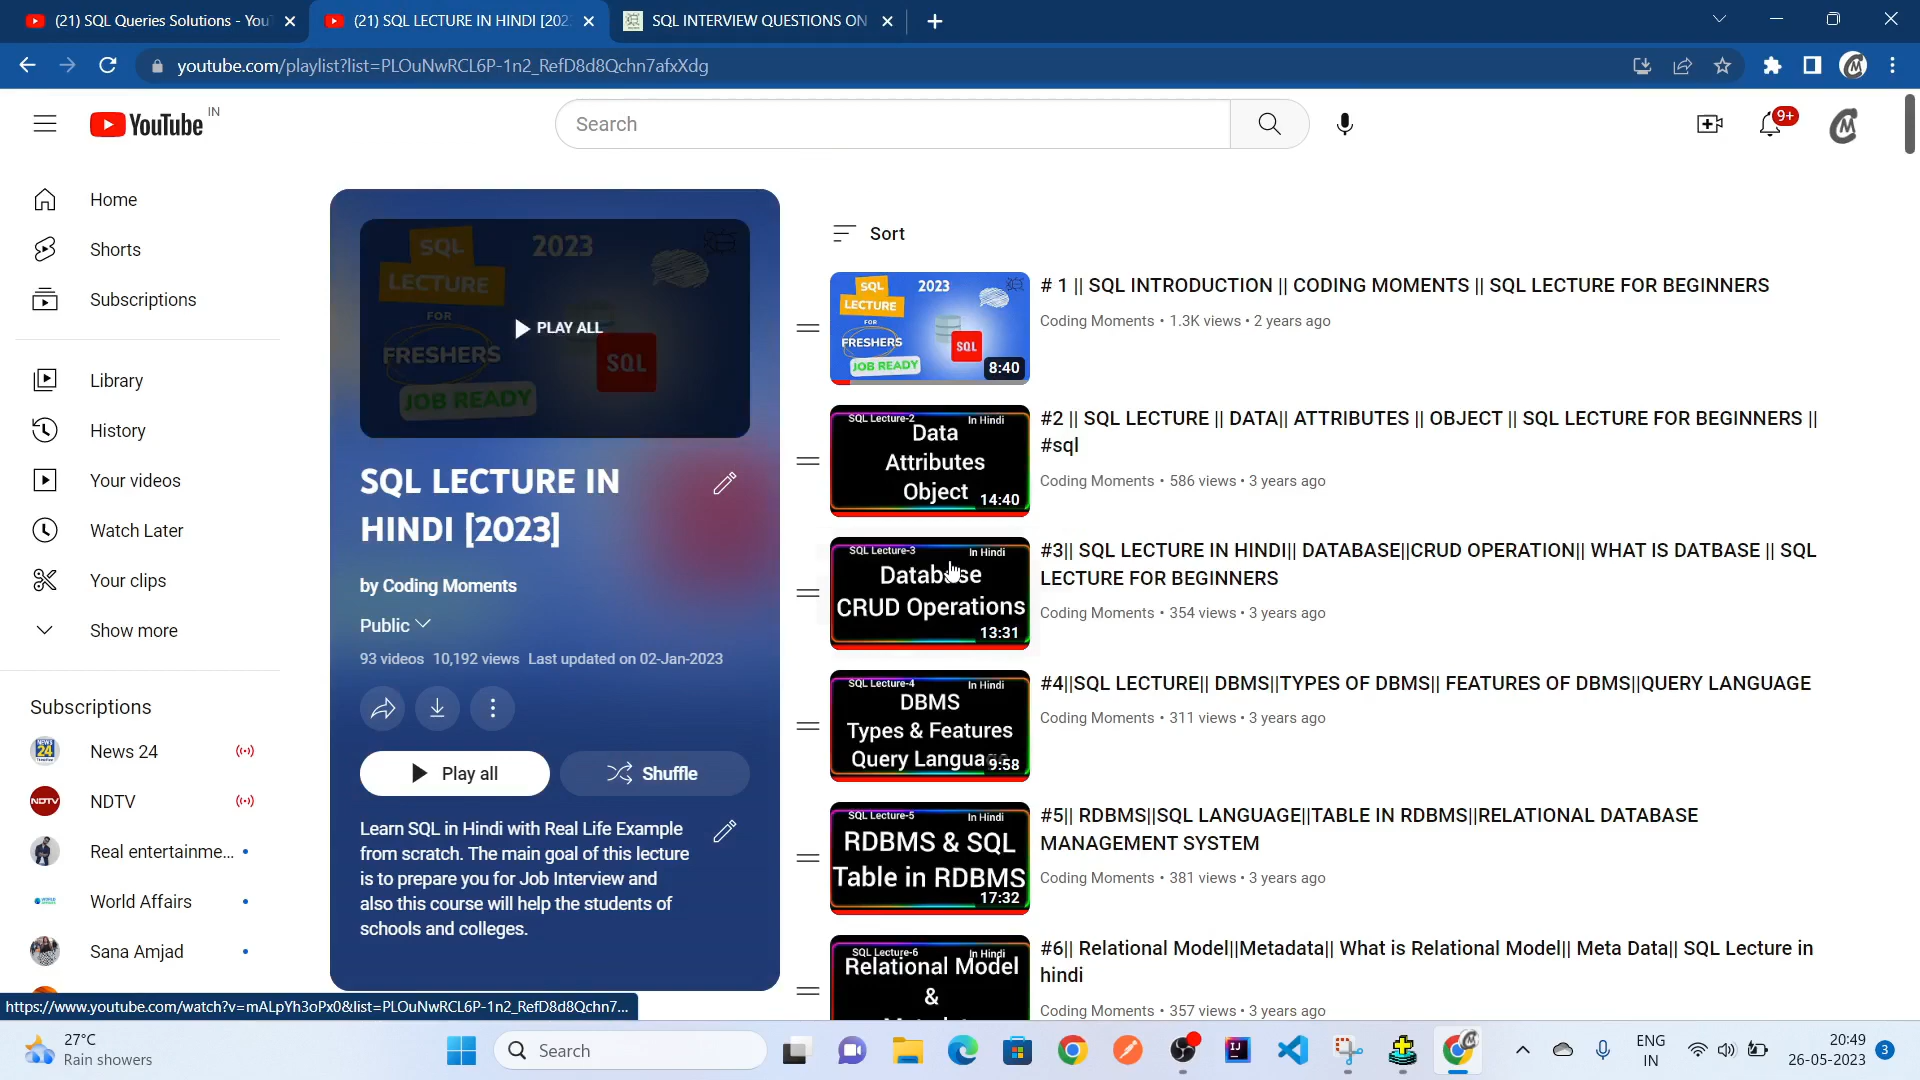 (21) SQL Queries Solutions - You
(21) SQL LECTURE IN HINDI [202
SQL INTERVIEW QUESTIONS ON
youtube.com/playlist?list=PLOuNwRCL6P-1n2_RefD8d8Qchn7afxXdg
YouTube IN
Search
9+
Home
Shorts
Subscriptions
Library
History
Your videos
Watch Later
Your clips
Show more
Subscriptions
News 24
NDTV
Real entertainme...
World Affairs
Sana Amjad
SQL
LECTURE
2023
FOR
FRESHERS
SQL
JOB READY
PLAY ALL
SQL LECTURE IN
HINDI [2023]
by Coding Moments
Public
93 videos 10,192 views Last updated on 02-Jan-2023
Play all
Shuffle
Learn SQL in Hindi with Real Life Example
from scratch. The main goal of this lecture
is to prepare you for Job Interview and
also this course will help the students of
schools and colleges.
Sort
SQL
LECTURE
2023
FOR
FRESHERS
SQL
JOB READY
8:40
# 1 || SQL INTRODUCTION || CODING MOMENTS || SQL LECTURE FOR BEGINNERS
Coding Moments • 1.3K views • 2 years ago
SQL Lecture-2 In Hindi
Data
Attributes
Object
14:40
#2 || SQL LECTURE || DATA|| ATTRIBUTES || OBJECT || SQL LECTURE FOR BEGINNERS ||
#sql
Coding Moments • 586 views • 3 years ago
SQL Lecture-3 In Hindi
Database
CRUD Operations
13:31
#3|| SQL LECTURE IN HINDI|| DATABASE||CRUD OPERATION|| WHAT IS DATBASE || SQL
LECTURE FOR BEGINNERS
Coding Moments • 354 views • 3 years ago
SQL Lecture-4 In Hindi
DBMS
Types & Features
Query Language
9:58
#4||SQL LECTURE|| DBMS||TYPES OF DBMS|| FEATURES OF DBMS||QUERY LANGUAGE
Coding Moments • 311 views • 3 years ago
SQL Lecture-5 In Hindi
RDBMS & SQL
Table in RDBMS
17:32
#5|| RDBMS||SQL LANGUAGE||TABLE IN RDBMS||RELATIONAL DATABASE
MANAGEMENT SYSTEM
Coding Moments • 381 views • 3 years ago
SQL Lecture-6 In Hindi
Relational Model
&
#6|| Relational Model||Metadata|| What is Relational Model|| Meta Data|| SQL Lecture in
hindi
Coding Moments • 357 views • 3 years ago
https://www.youtube.com/watch?v=mALpYh3oPx0&list=PLOuNwRCL6P-1n2_RefD8d8Qchn7...
27°C
Rain showers
Search
ENG
IN
20:49
26-05-2023
3